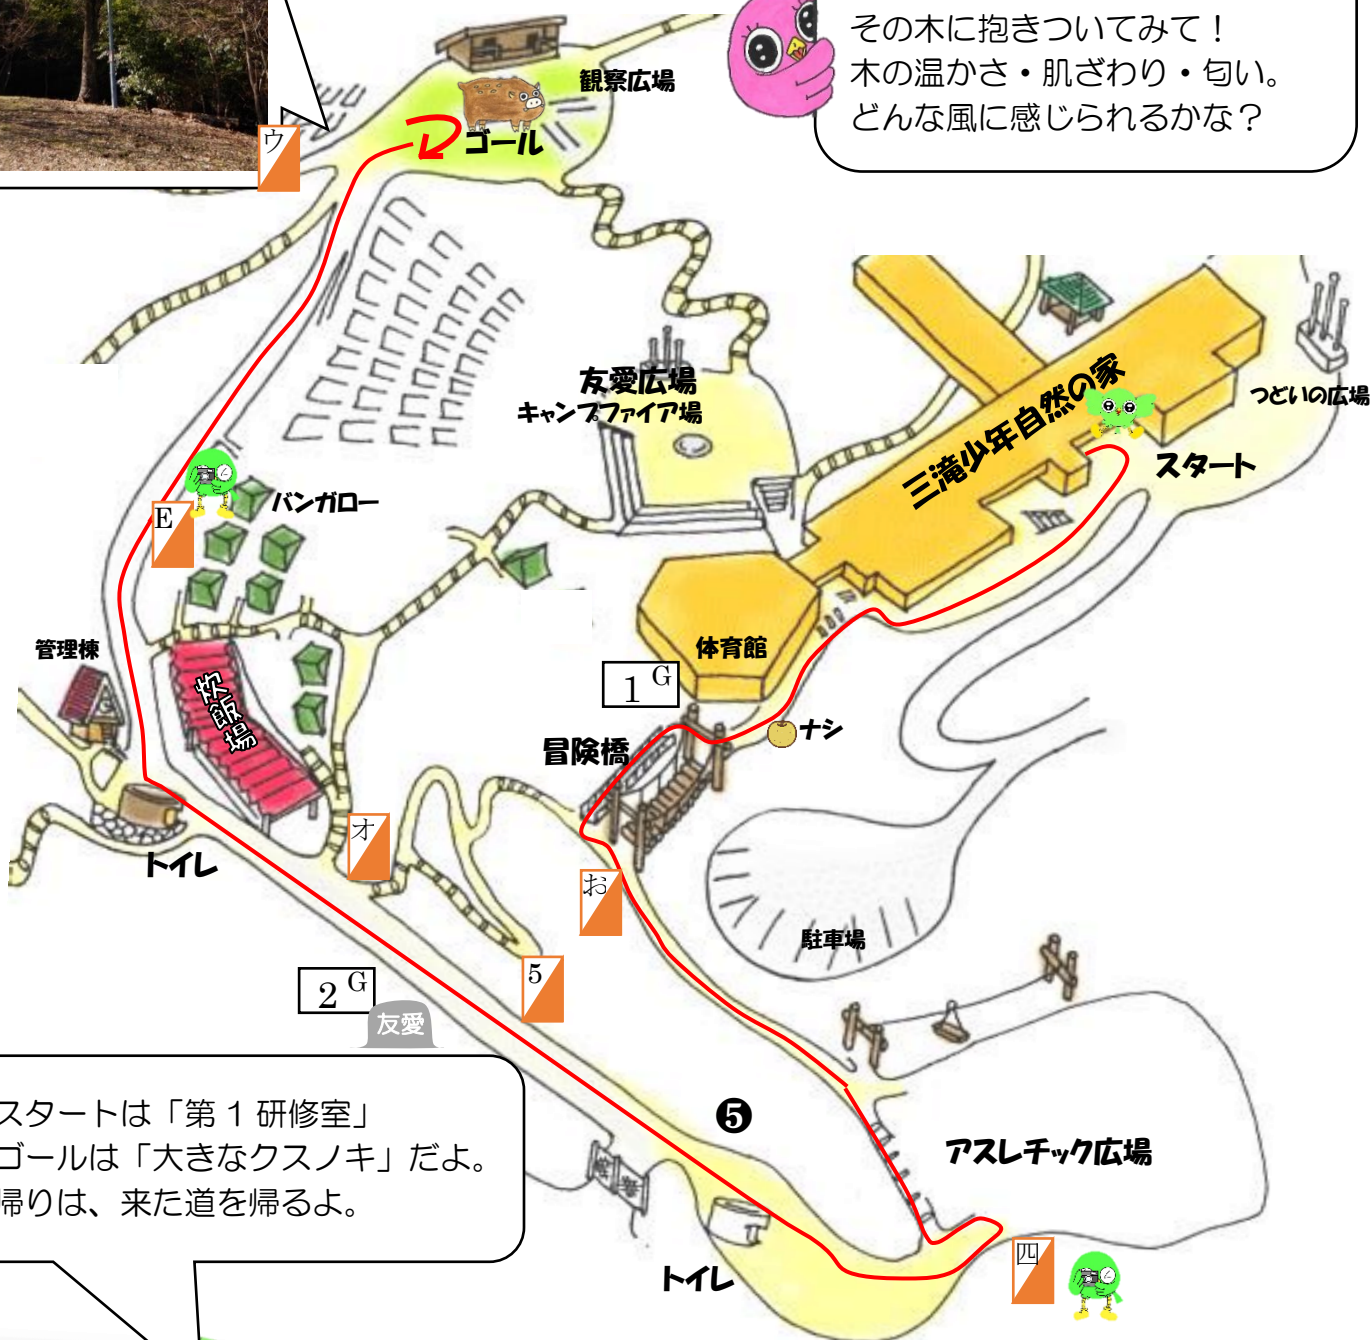 その木に抱きついてみて！
木の温かさ・肌ざわり・匂い。
どんな風に感じられるかな？
観察広場
ウ
ゴール
つどいの広場
友愛広場
キャンプファイア場
三滝少年自然の家
スタート
バンガロー
E
管理棟
体育館
1 G
炊飯場
ナシ
冒険橋
オ
トイレ
お
駐車場
5
2 G
友愛
スタートは「第1研修室」
ゴールは「大きなクスノキ」だよ。
帰りは、来た道を帰るよ。
❺
アスレチック広場
四
トイレ